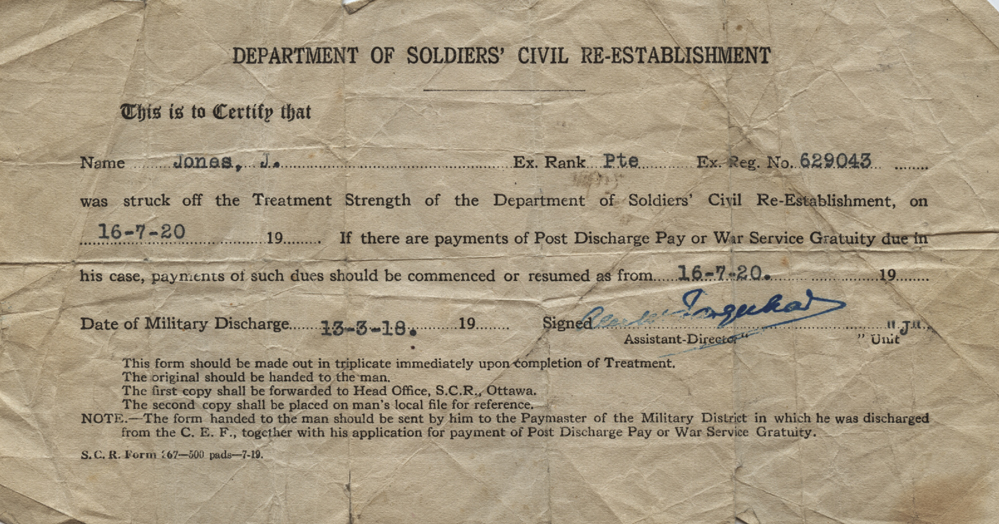 DEPARTMENT OF SOLDIERS' CIVIL RE-ESTABLISHMENT
This is to Certify that
Name Jones, J. Ex. Rank Pte Ex. Reg. No. 629043
was struck off the Treatment Strength of the Department of Soldiers' Civil Re-Establishment, on
16-7-20 19 If there are payments of Post Discharge Pay or War Service Gratuity due in
his case, payments of such dues should be commenced or resumed as from 16-7-20. 19
Date of Military Discharge 13-3-18. 19 Signed
Assistant-Director "J" Unit
This form should be made out in triplicate immediately upon completion of Treatment.
The original should be handed to the man.
The first copy shall be forwarded to Head Office, S.C.R., Ottawa.
The second copy shall be placed on man's local file for reference.
NOTE.—The form handed to the man should be sent by him to the Paymaster of the Military District in which he was discharged
from the C. E. F., together with his application for payment of Post Discharge Pay or War Service Gratuity.
S. C. R. Form 267—500 pads—7-19.